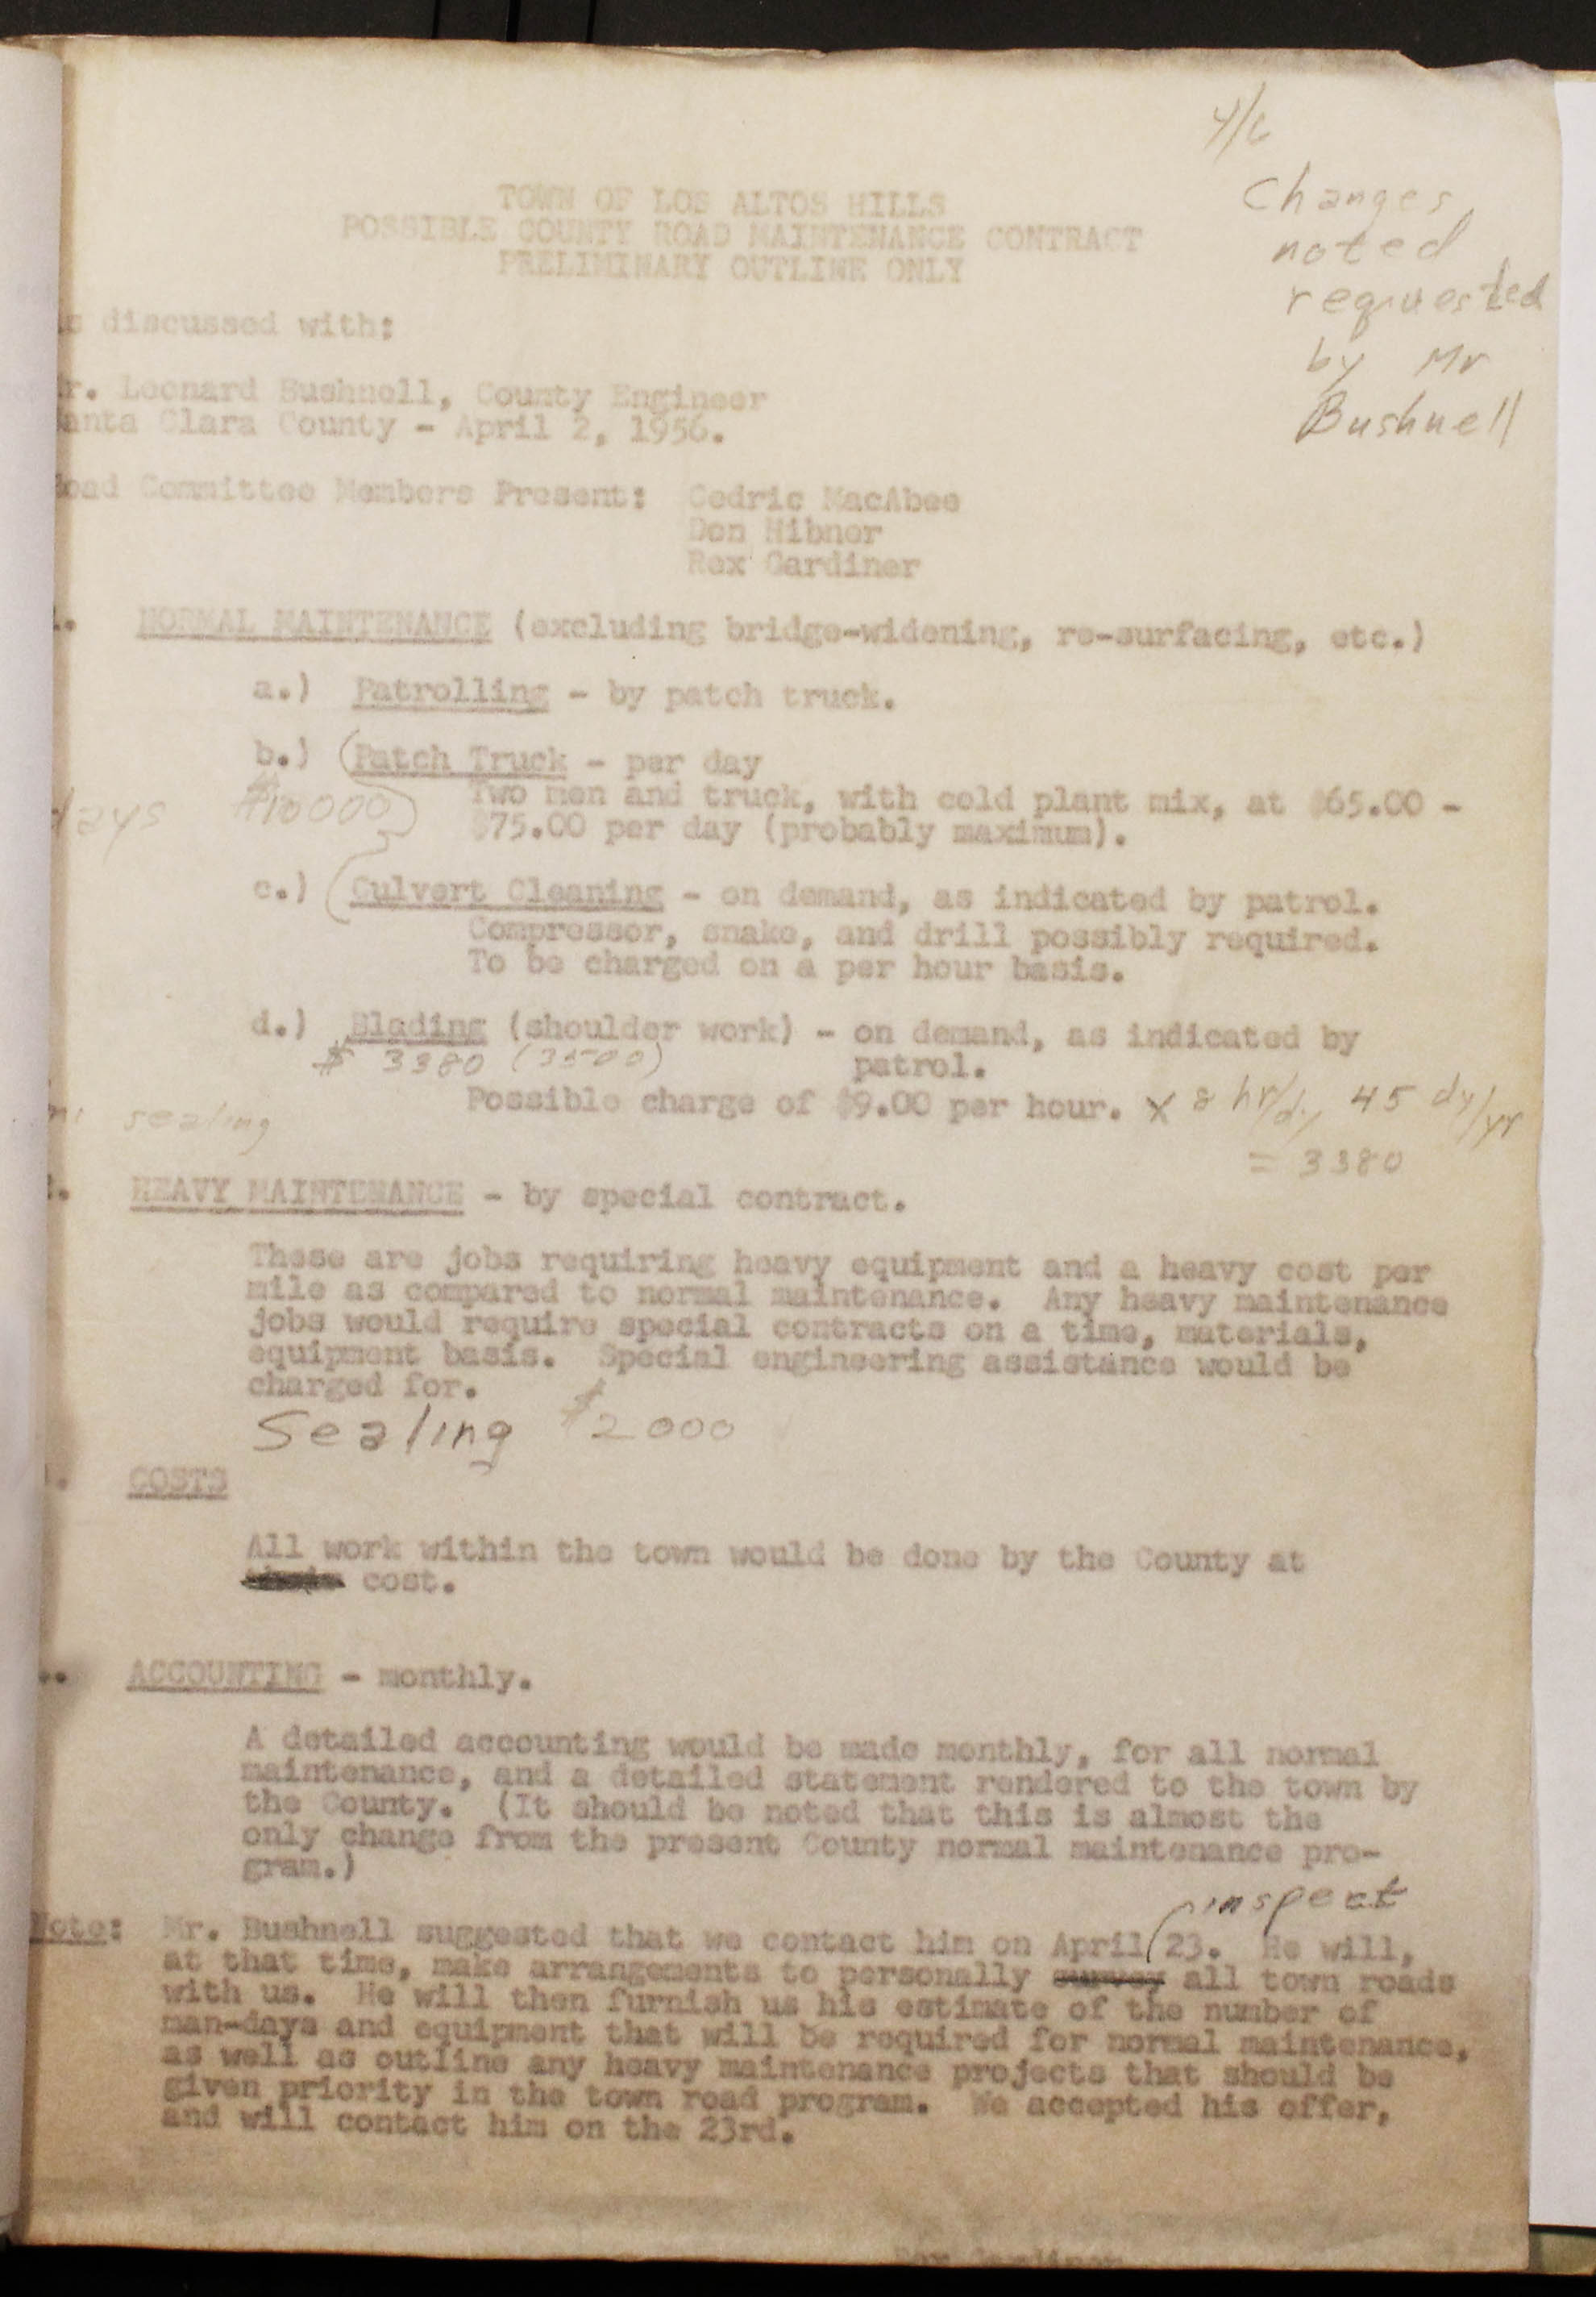 4/6
Changes
noted
requested
by Mr
Bushnell
TOWN OF LOS ALTOS HILLS
POSSIBLE COUNTY ROAD MAINTENANCE CONTRACT
PRELIMINARY OUTLINE ONLY
s discussed with:
r. Leonard Bushnell, County Engineer
anta Clara County - April 2, 1956.
oad Committee Members Present: Cedric MacAbee
Don Hibner
Rex Gardiner
. NORMAL MAINTENANCE (excluding bridge-widening, re-surfacing, etc.)
a.) Patrolling - by patch truck.
b.) (Patch Truck - per day
days $10000) Two men and truck, with cold plant mix, at $65.00 -
$75.00 per day (probably maximum).
c.) (Culvert Cleaning - on demand, as indicated by patrol.
Compressor, snake, and drill possibly required.
To be charged on a per hour basis.
d.) Blading (shoulder work) - on demand, as indicated by
$ 3380 (3500) patrol.
Possible charge of $9.00 per hour. x 8 hr/dy 45 dy/yr
sealing
= 3380
. HEAVY MAINTENANCE - by special contract.
These are jobs requiring heavy equipment and a heavy cost per
mile as compared to normal maintenance. Any heavy maintenance
jobs would require special contracts on a time, materials,
equipment basis. Special engineering assistance would be
charged for.
Sealing $2000
. COSTS
All work within the town would be done by the County at
cost.
. ACCOUNTING - monthly.
A detailed accounting would be made monthly, for all normal
maintenance, and a detailed statement rendered to the town by
the County. (It should be noted that this is almost the
only change from the present County normal maintenance pro-
gram.)
inspect
Note: Mr. Bushnell suggested that we contact him on April 23. He will,
at that time, make arrangements to personally survey all town roads
with us. He will then furnish us his estimate of the number of
man-days and equipment that will be required for normal maintenance,
as well as outline any heavy maintenance projects that should be
given priority in the town road program. We accepted his offer,
and will contact him on the 23rd.